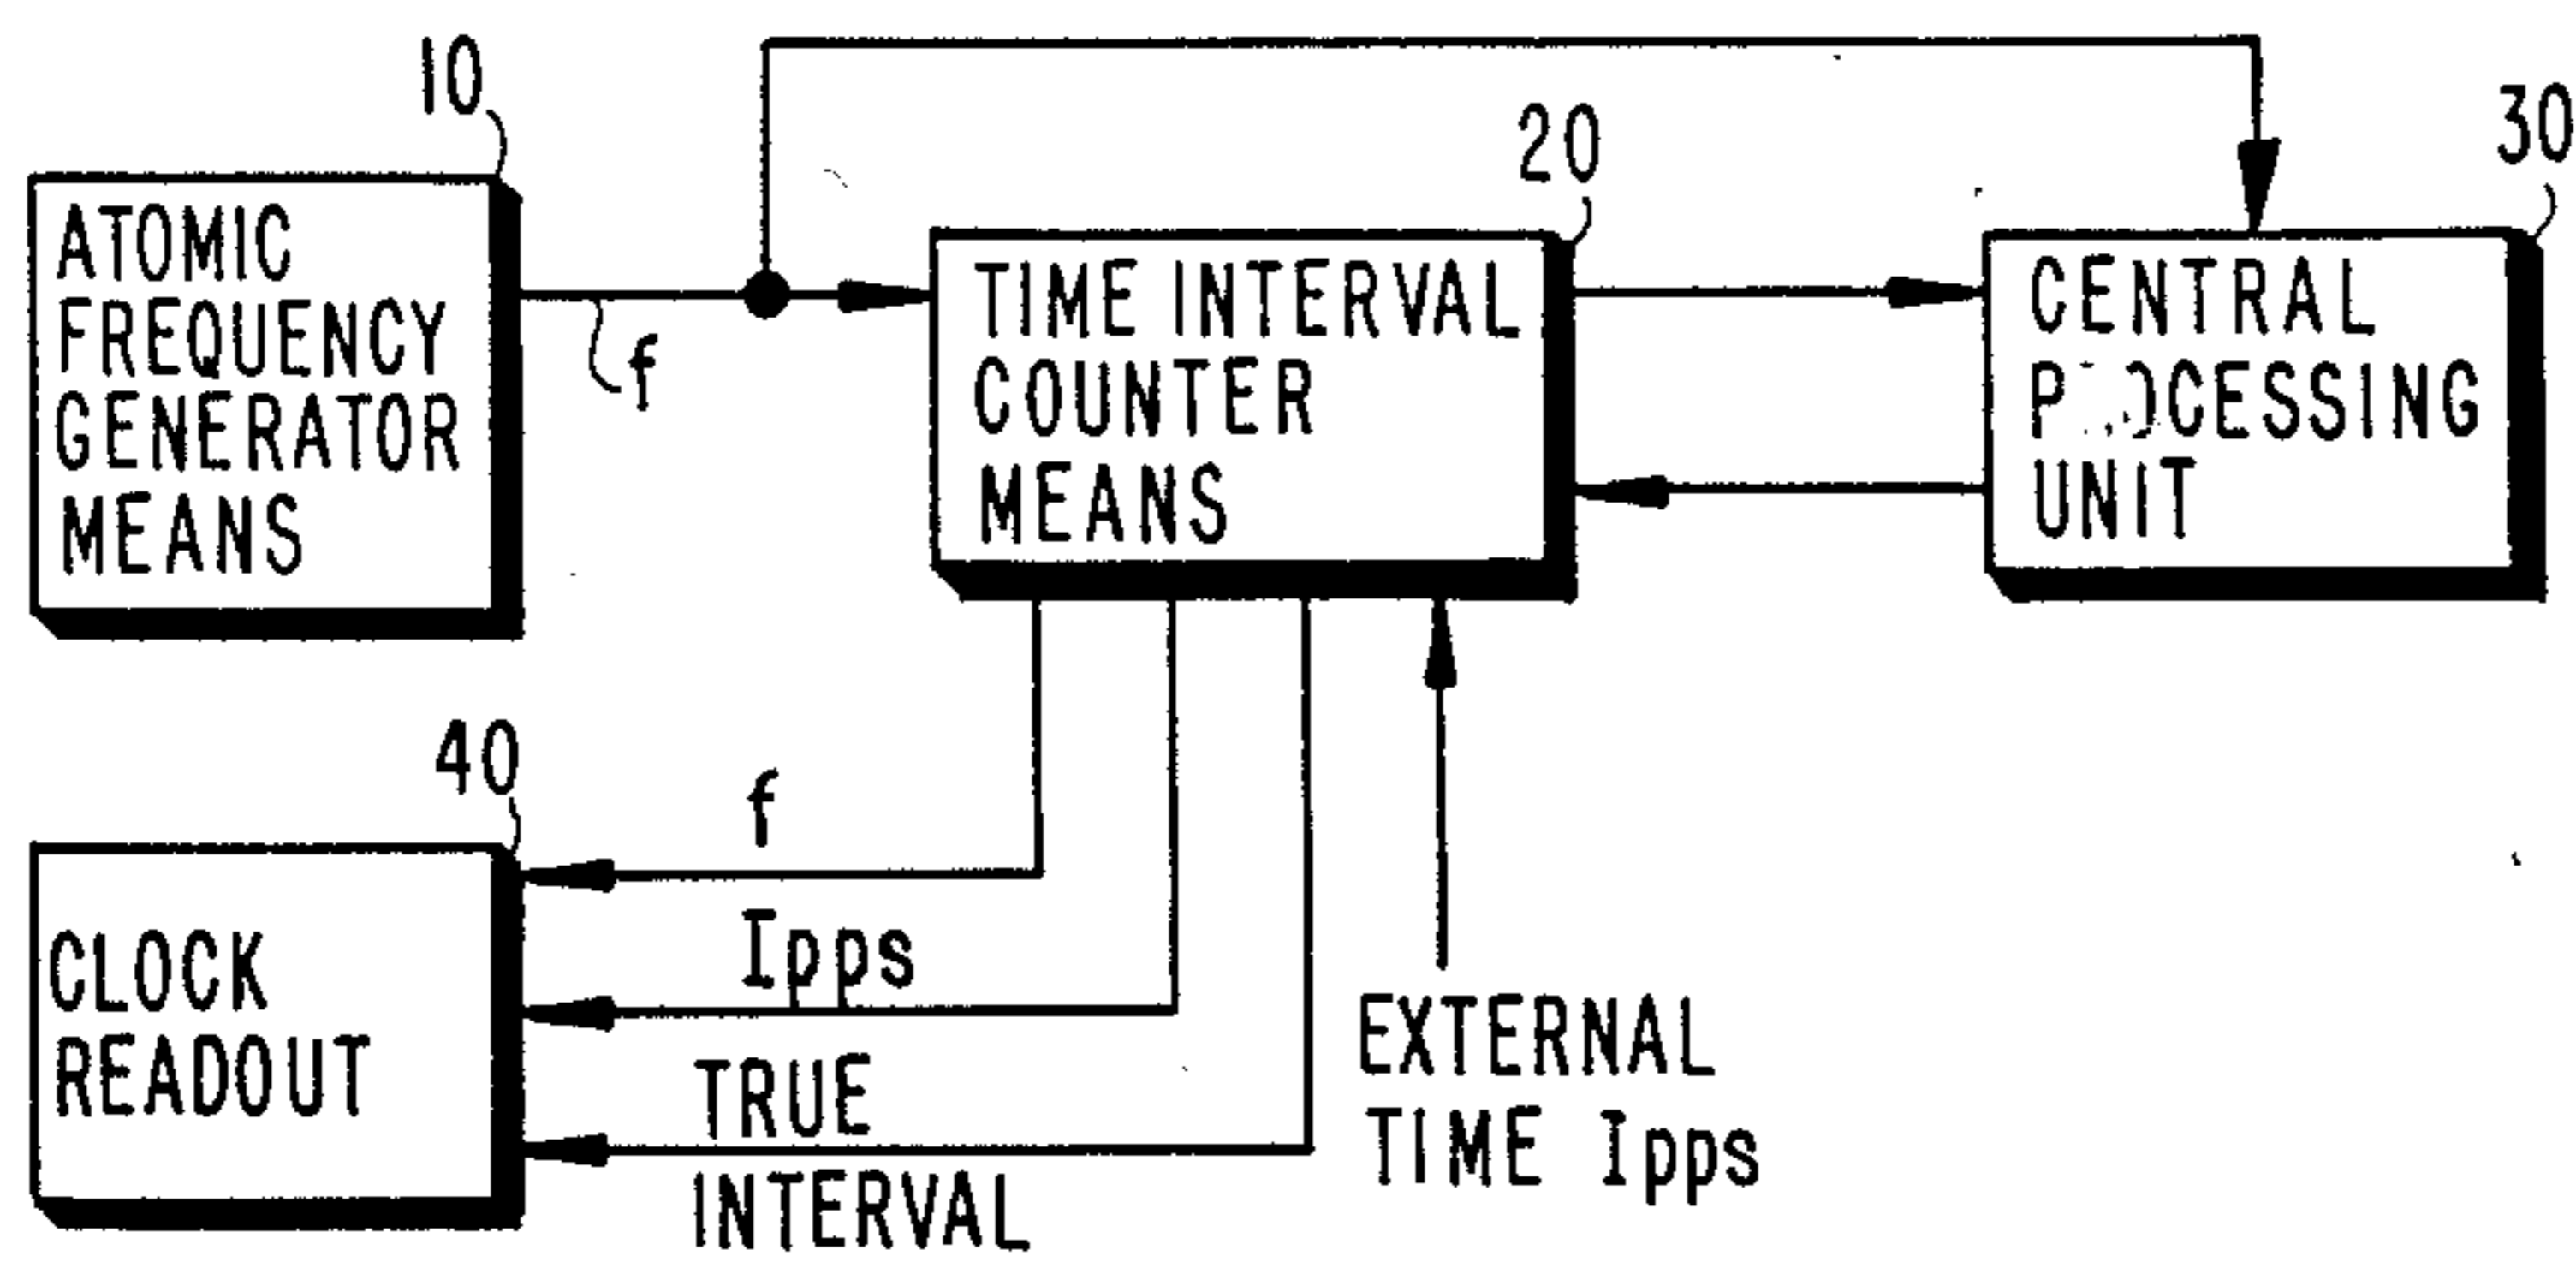 10
ATOMIC
FREQUENCY
GENERATOR
MEANS
f
20
TIME INTERVAL
COUNTER
MEANS
30
CENTRAL
PROCESSING
UNIT
40
CLOCK
READOUT
f
Ipps
TRUE
INTERVAL
EXTERNAL
TIME Ipps